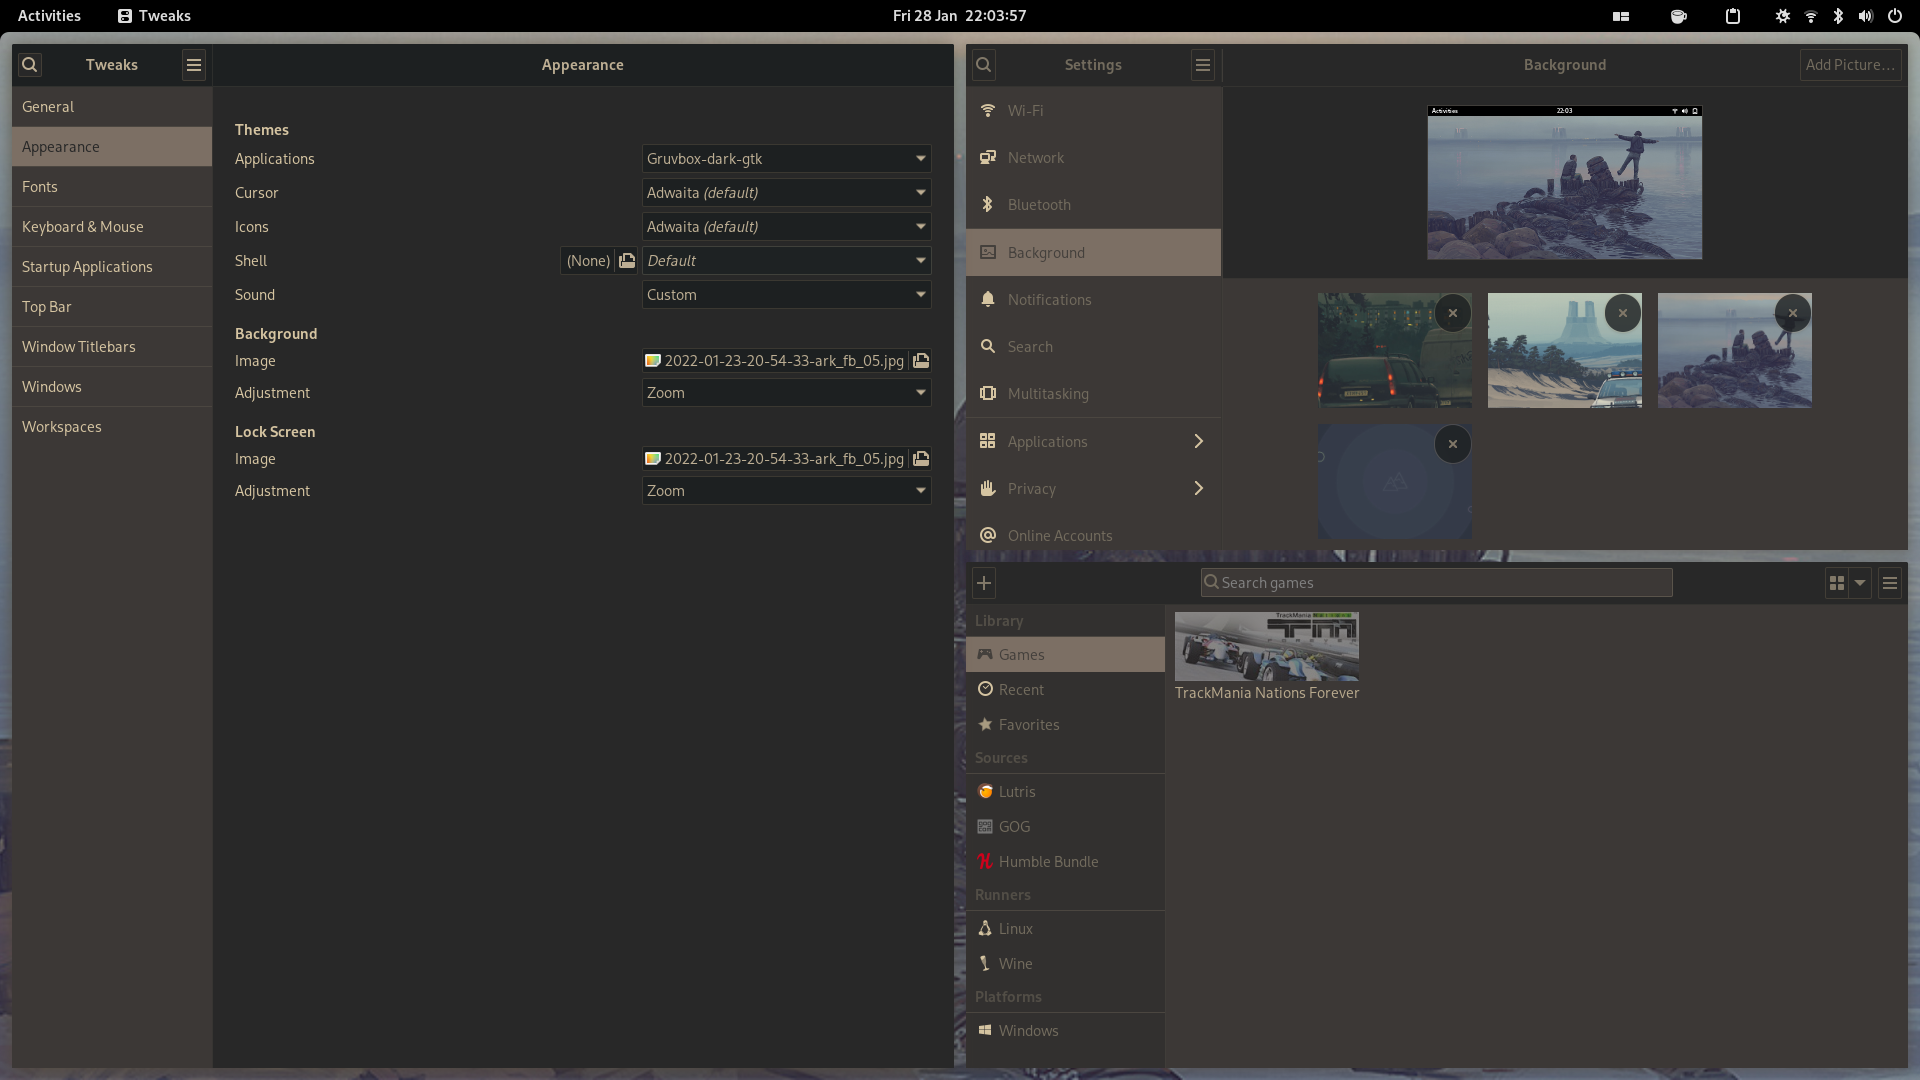 Activities
Tweaks
Fri 28 Jan 22:03:57
Tweaks
Appearance
General
Appearance
Fonts
Keyboard & Mouse
Startup Applications
Top Bar
Window Titlebars
Windows
Workspaces
Themes
Applications
Gruvbox-dark-gtk
Cursor
Adwaita (default)
Icons
Adwaita (default)
Shell
(None)
Default
Sound
Custom
Background
Image
2022-01-23-20-54-33-ark_fb_05.jpg
Adjustment
Zoom
Lock Screen
Image
2022-01-23-20-54-33-ark_fb_05.jpg
Adjustment
Zoom
Settings
Background
Add Picture…
Wi-Fi
Network
Bluetooth
Background
Notifications
Search
Multitasking
Applications
Privacy
Online Accounts
Activities
22:03
Search games
Library
Games
Recent
Favorites
Sources
Lutris
GOG
Humble Bundle
Runners
Linux
Wine
Platforms
Windows
TrackMania
TrackMania Nations Forever